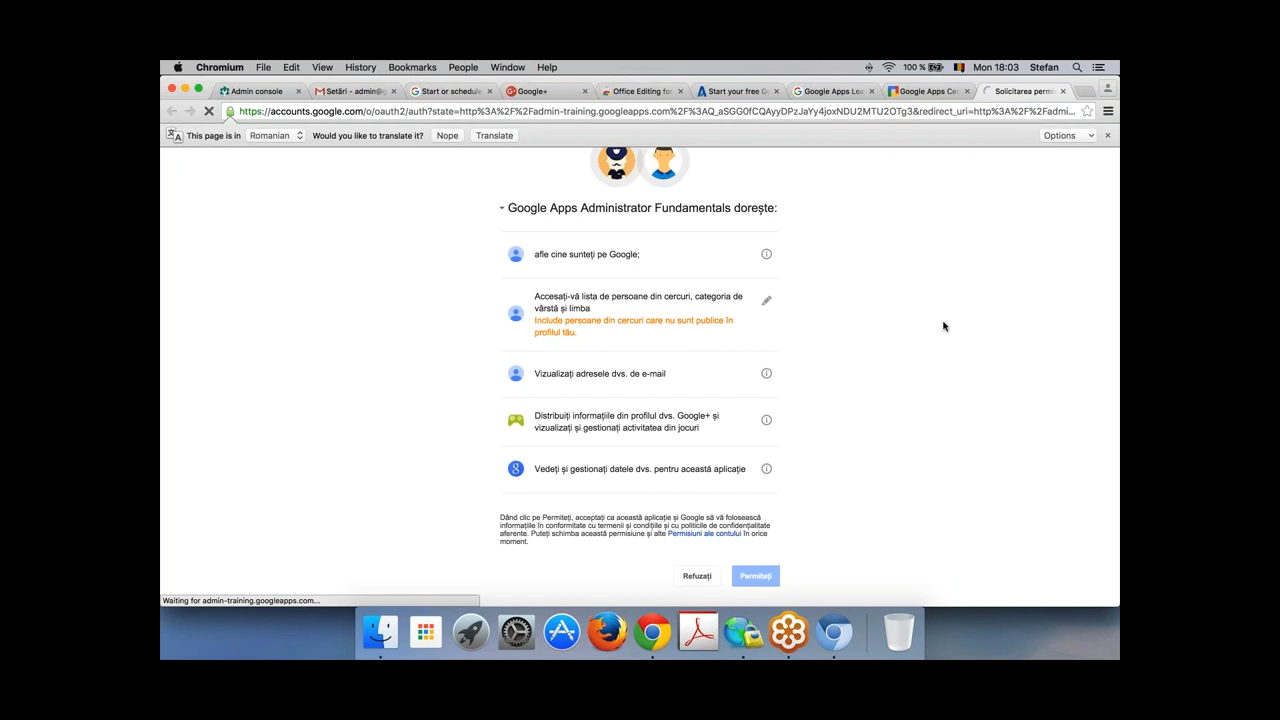 Chromium File Edit View History Bookmarks People Window Help 100 % Mon 18:03 Stefan
Admin console
Setări - admin@g
Start or schedule
Google+
Office Editing for
Start your free Go
Google Apps Lea
Google Apps Cer
Solicitarea permi
https://accounts.google.com/o/oauth2/auth?state=http%3A%2F%2Fadmin-training.googleapps.com%2F%3AQ_aSGG0fCQAyyDPzJaYy4joxNDU2MTU2OTg3&redirect_uri=http%3A%2F%2Fadmi...
This page is in Romanian Would you like to translate it? Nope Translate Options
Google Apps Administrator Fundamentals dorește:
afle cine sunteți pe Google;
Accesați-vă lista de persoane din cercuri, categoria de
vârstă și limba
Include persoane din cercuri care nu sunt publice în
profilul tău.
Vizualizați adresele dvs. de e-mail
Distribuiți informațiile din profilul dvs. Google+ și
vizualizați și gestionați activitatea din jocuri
8
Vedeți și gestionați datele dvs. pentru această aplicație
Dând clic pe Permiteți, acceptați ca această aplicație și Google să vă folosească
informațiile în conformitate cu termenii și condițiile și cu politicile de confidențialitate
aferente. Puteți schimba această permisiune și alte Permisiuni ale contului în orice
moment.
Refuzați Permiteți
Waiting for admin-training.googleapps.com...